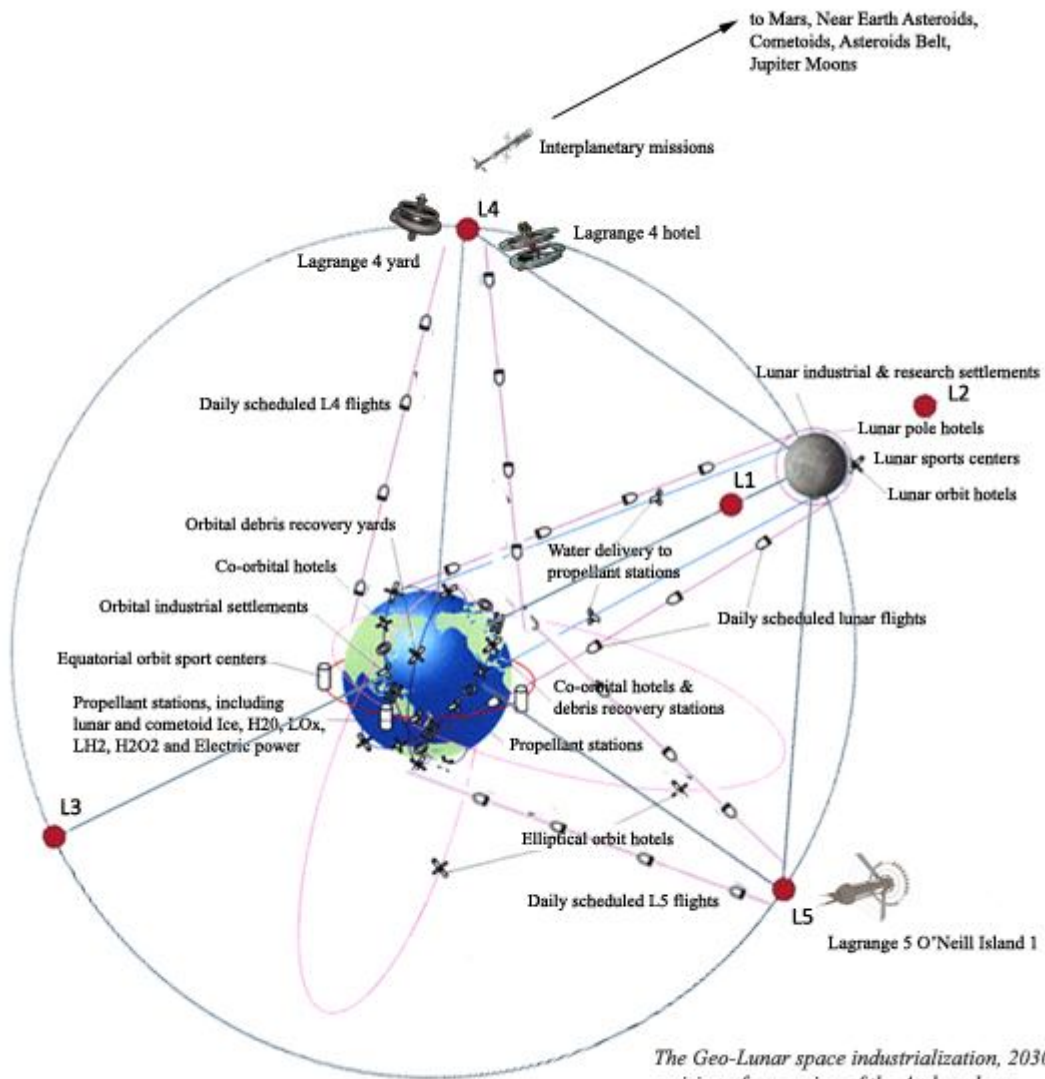 to Mars, Near Earth Asteroids,
Cometoids, Asteroids Belt,
Jupiter Moons
Interplanetary missions
L4
Lagrange 4 hotel
Lagrange 4 yard
Lunar industrial & research settlements
L2
Daily scheduled L4 flights
Lunar pole hotels
Lunar sports centers
L1
Lunar orbit hotels
Orbital debris recovery yards
Water delivery to
propellant stations
Co-orbital hotels
Orbital industrial settlements
Daily scheduled lunar flights
Equatorial orbit sport centers
Co-orbital hotels &
debris recovery stations
Propellant stations, including
lunar and cometoid Ice, H20, LOx,
LH2, H2O2 and Electric power
Propellant stations
L3
Elliptical orbit hotels
Daily scheduled L5 flights
L5
Lagrange 5 O'Neill Island 1
The Geo-Lunar space industrialization, 2030